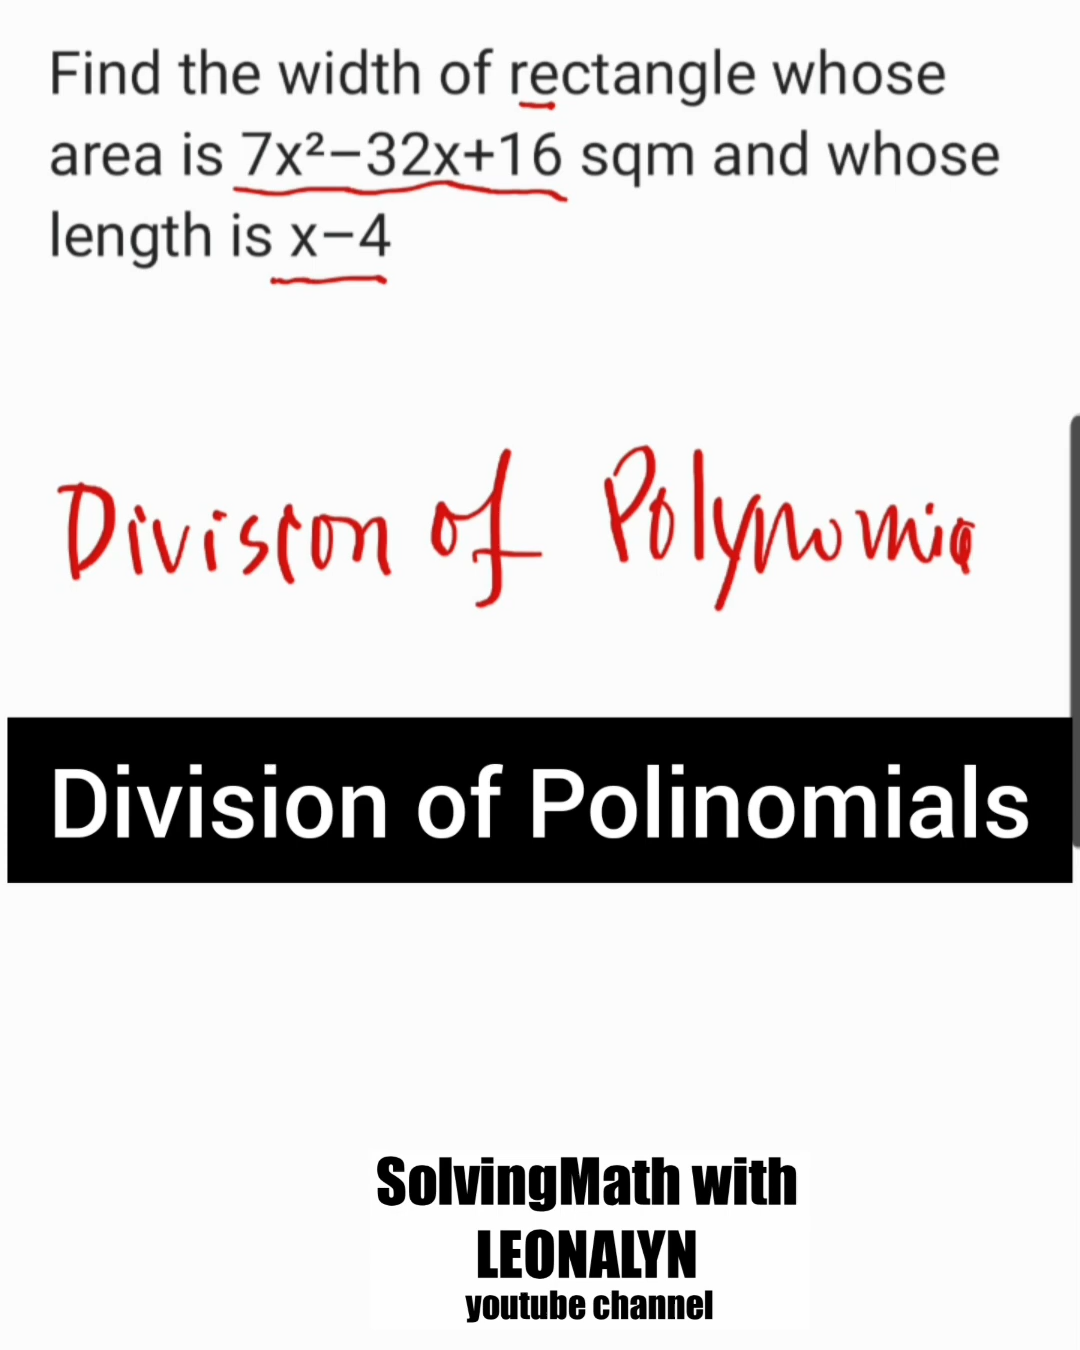 Find the width of rectangle whose
area is 7x²–32x+16 sqm and whose
length is x–4
Division of Polynomia
Division of Polinomials
SolvingMath with
LEONALYN
youtube channel